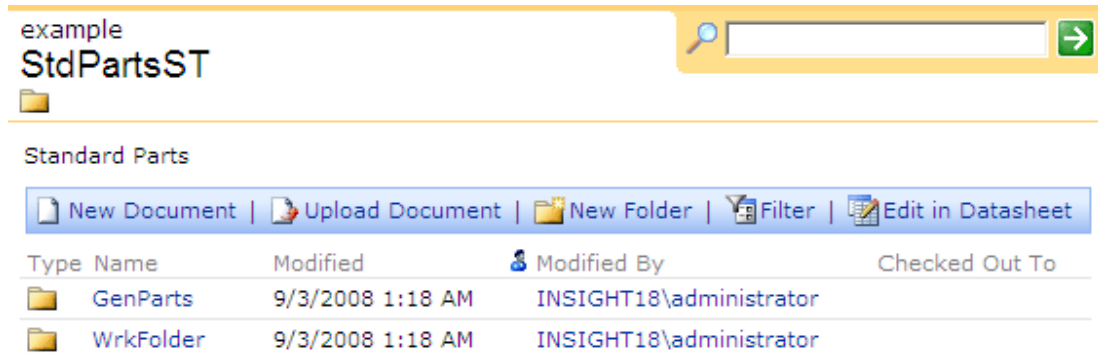 example
StdPartsST
Standard Parts
New Document | Upload Document | New Folder | Filter | Edit in Datasheet
Type Name Modified Modified By Checked Out To
GenParts 9/3/2008 1:18 AM INSIGHT18\administrator
WrkFolder 9/3/2008 1:18 AM INSIGHT18\administrator